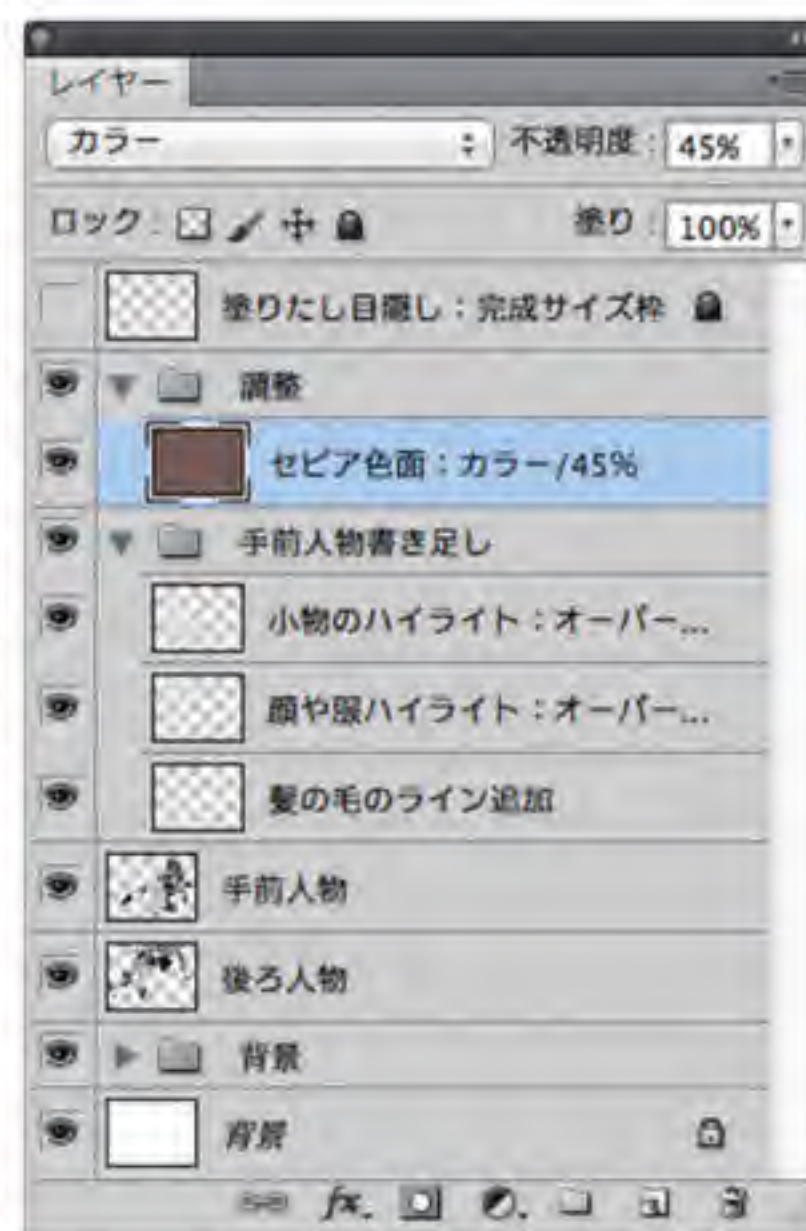 レイヤー
カラー 不透明度: 45%
ロック: 塗り: 100%
塗りたし目隠し：完成サイズ枠
調整
セピア色面：カラー/45%
手前人物書き足し
小物のハイライト：オーバー...
顔や服ハイライト：オーバー...
髪の毛のライン追加
手前人物
後ろ人物
背景
背景
fx.